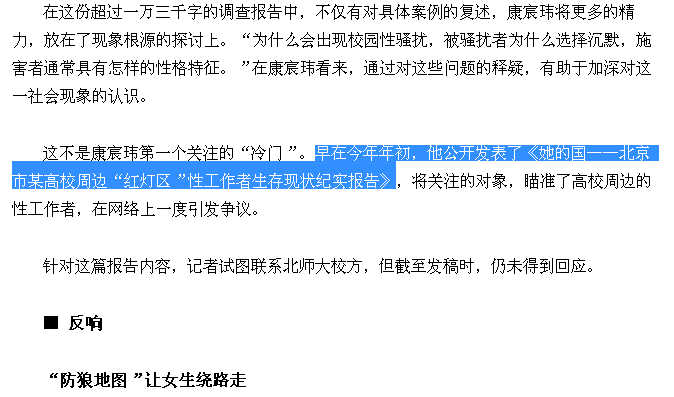 在这份超过一万三千字的调查报告中，不仅有对具体案例的复述，康宸玮将更多的精
力，放在了现象根源的探讨上。“为什么会出现校园性骚扰，被骚扰者为什么选择沉默，施
害者通常具有怎样的性格特征。”在康宸玮看来，通过对这些问题的释疑，有助于加深对这
一社会现象的认识。
这不是康宸玮第一个关注的“冷门”。早在今年年初，他公开发表了《她的国——北京
市某高校周边“红灯区”性工作者生存现状纪实报告》，将关注的对象，瞄准了高校周边的
性工作者，在网络上一度引发争议。
针对这篇报告内容，记者试图联系北师大校方，但截至发稿时，仍未得到回应。
■ 反响
“防狼地图”让女生绕路走